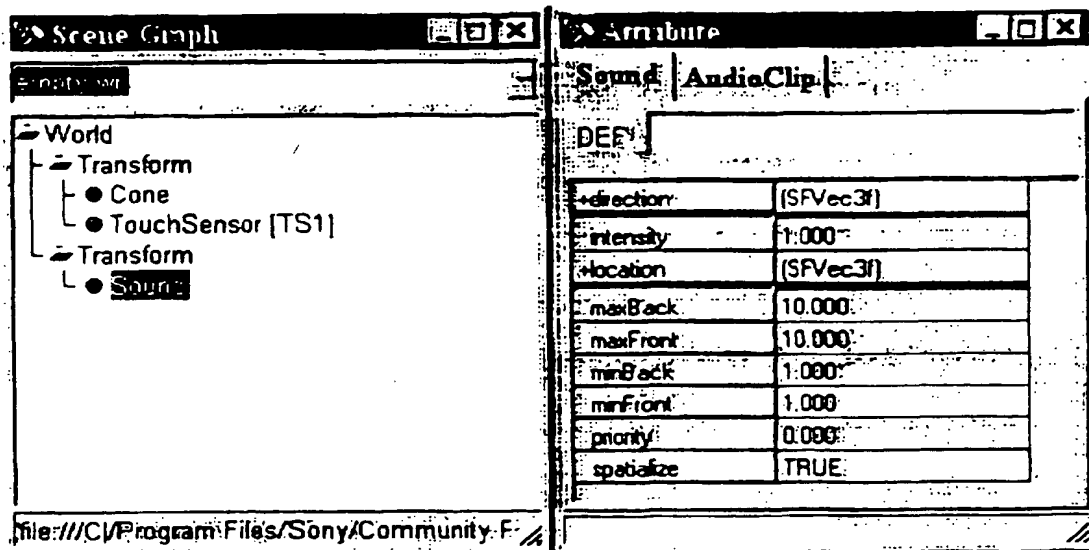 Scene Graph
World
Transform
Cone
TouchSensor [TS1]
Transform
Sound
file:///C|/Program Files/Sony/Community
Attribute
Sound AudioClip
DEF
+direction (SFVec3f)
intensity 1.000
+location (SFVec3f)
maxBack 10.000
maxFront 10.000
minBack 1.000
minFront 1.000
priority 0.000
spatialize TRUE